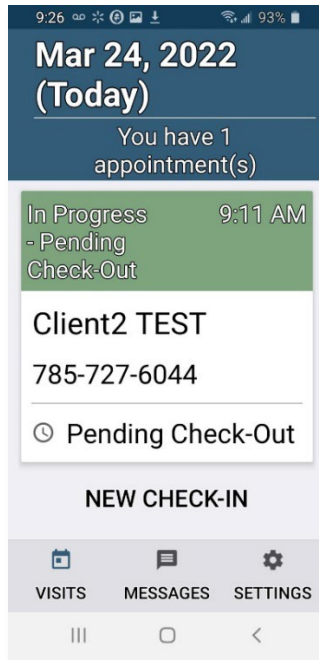 9:26 93%
Mar 24, 2022
(Today)
You have 1
appointment(s)
In Progress 9:11 AM
- Pending
Check-Out
Client2 TEST
785-727-6044
Pending Check-Out
NEW CHECK-IN
VISITS MESSAGES SETTINGS